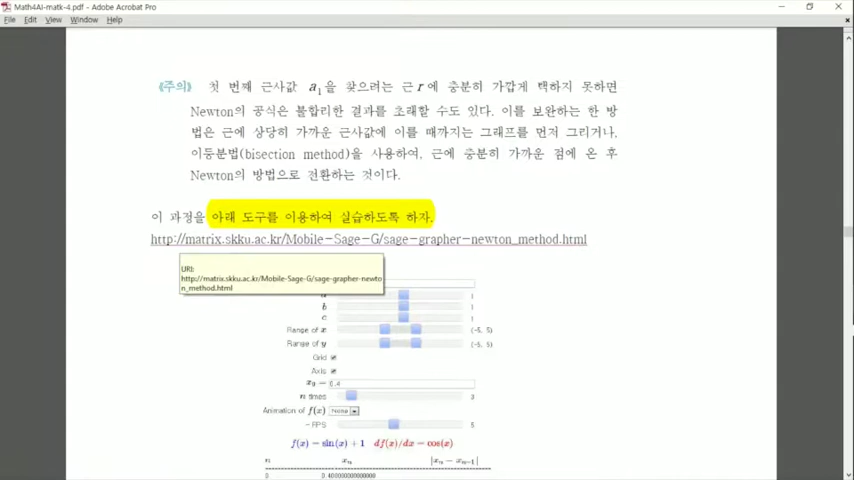 Math4AI-matk-4.pdf - Adobe Acrobat Pro
File Edit View Window Help
《주의》 첫 번째 근사값 a₁을 찾으려는 근 r에 충분히 가깝게 택하지 못하면
Newton의 공식은 불합리한 결과를 초래할 수도 있다. 이를 보완하는 한 방
법은 근에 상당히 가까운 근사값에 이를 때까지는 그래프를 먼저 그리거나,
이등분법(bisection method)을 사용하여, 근에 충분히 가까운 점에 온 후
Newton의 방법으로 전환하는 것이다.
이 과정을 아래 도구를 이용하여 실습하도록 하자.
http://matrix.skku.ac.kr/Mobile-Sage-G/sage-grapher-newton_method.html
URI:
http://matrix.skku.ac.kr/Mobile-Sage-G/sage-grapher-newto
n_method.html
a 1
b 1
c 1
Range of x (-5, 5)
Range of y (-5, 5)
Grid
Axis
x₀ = 0.4
n times 3
Animation of f(x) None
- FPS 5
f(x) = sin(x) + 1 df(x)/dx = cos(x)
n xₙ |xₙ − xₙ₋₁|
0 0.400000000000000